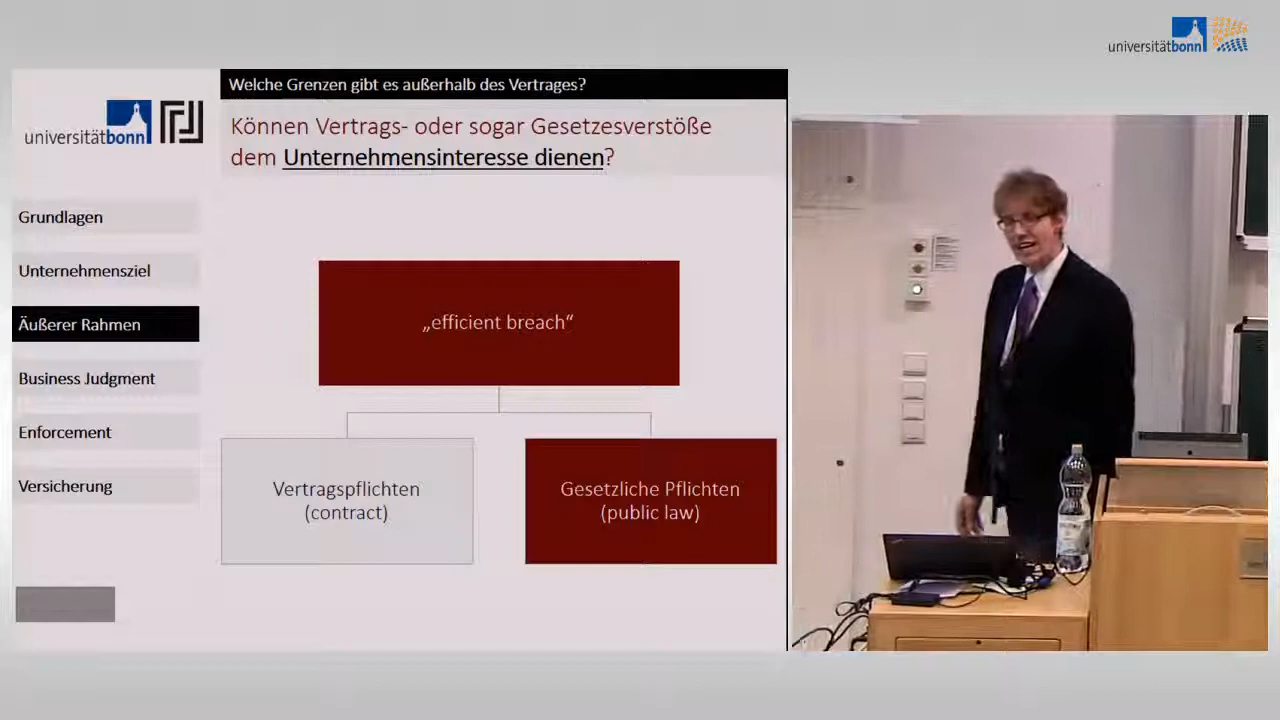 universitätbonn
Welche Grenzen gibt es außerhalb des Vertrages?
universitätbonn
Können Vertrags- oder sogar Gesetzesverstöße
dem Unternehmensinteresse dienen?
Grundlagen
Unternehmensziel
Äußerer Rahmen
Business Judgment
Enforcement
Versicherung
„efficient breach“
Vertragspflichten
(contract)
Gesetzliche Pflichten
(public law)